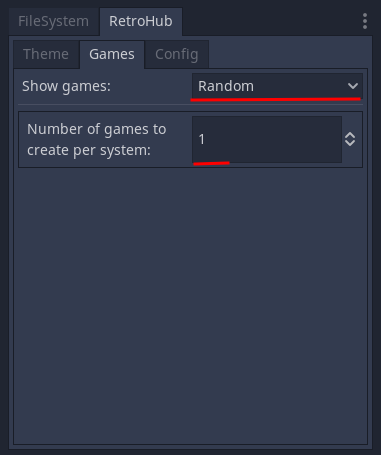 FileSystem RetroHub
Theme Games Config
Show games: Random
Number of games to
create per system: 1